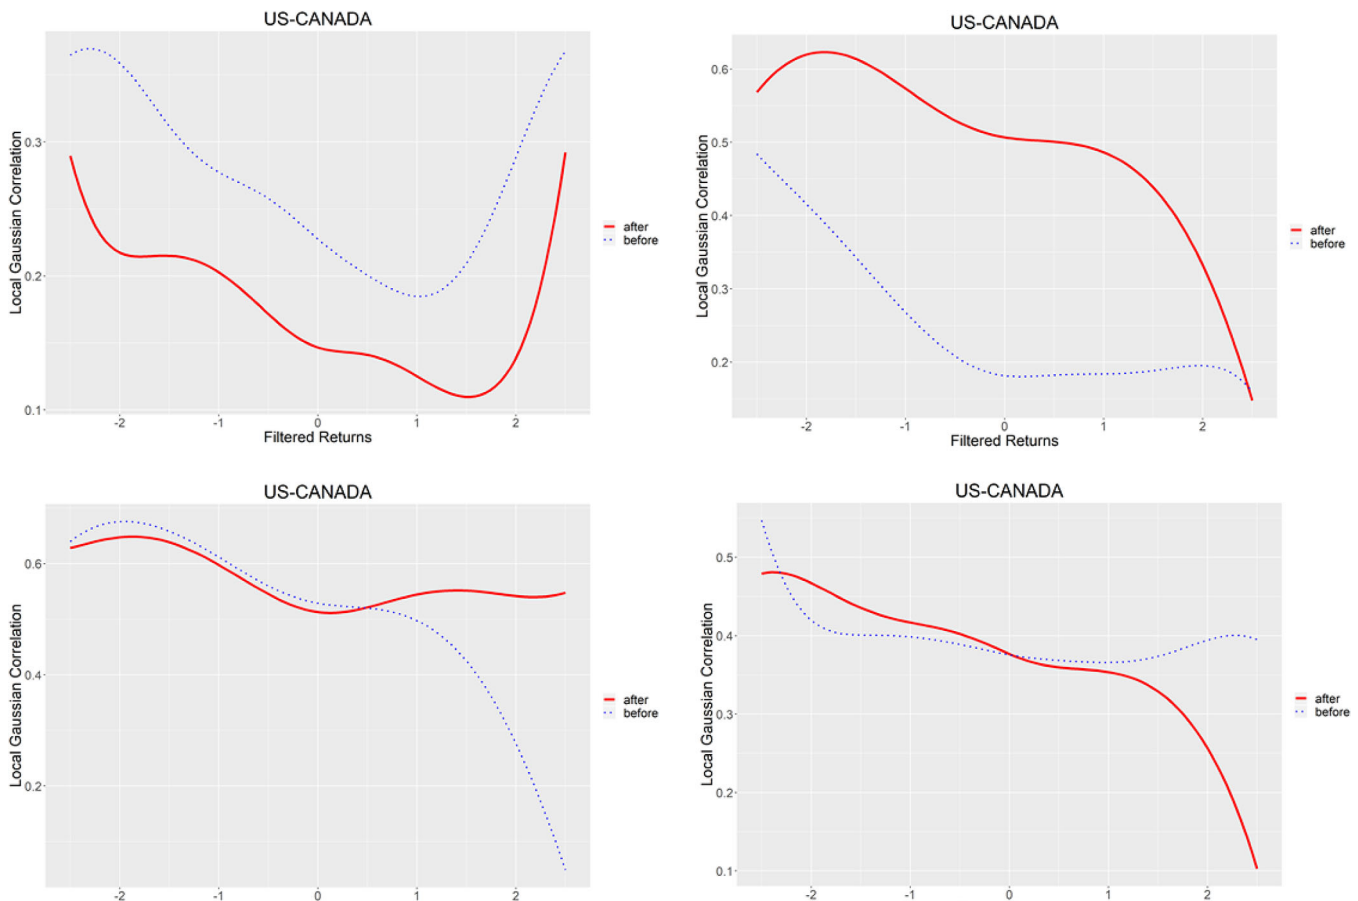 US-CANADA
Local Gaussian Correlation
0.3
0.2
0.1
-2
-1
0
1
2
Filtered Returns
after
before
US-CANADA
Local Gaussian Correlation
0.6
0.5
0.4
0.3
0.2
-2
-1
0
1
2
Filtered Returns
after
before
US-CANADA
Local Gaussian Correlation
0.6
0.4
0.2
-2
-1
0
1
2
after
before
US-CANADA
Local Gaussian Correlation
0.5
0.4
0.3
0.2
0.1
-2
-1
0
1
2
after
before